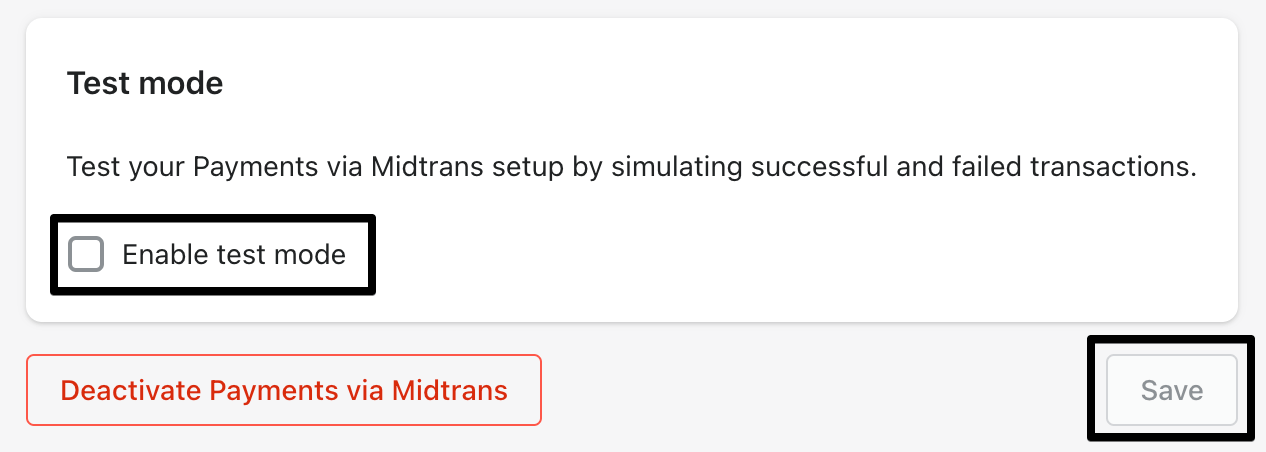 Test mode
Test your Payments via Midtrans setup by simulating successful and failed transactions.
Enable test mode
Deactivate Payments via Midtrans
Save